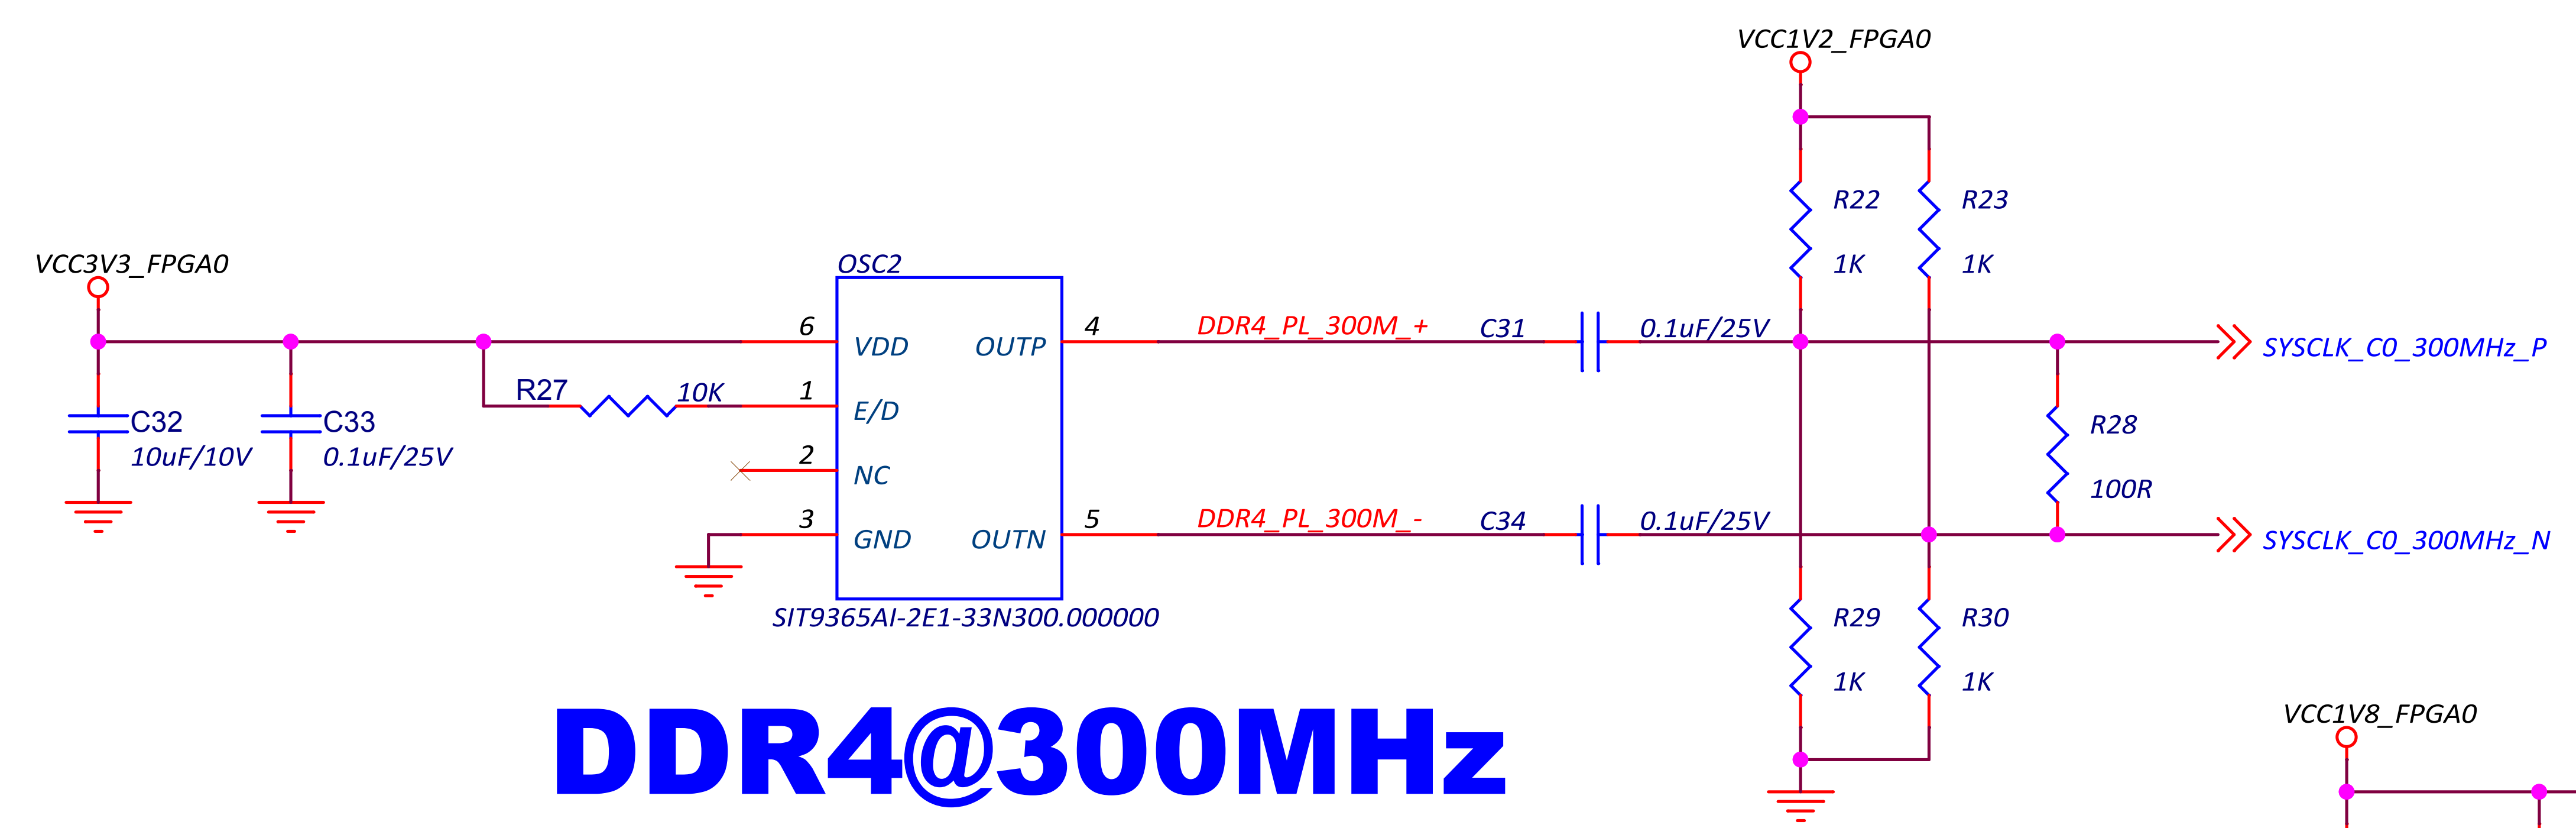 VCC1V2_FPGA0
R22
R23
1K
1K
VCC3V3_FPGA0
OSC2
6
VDD
OUTP
4
DDR4_PL_300M_+
C31
0.1uF/25V
SYSCLK_C0_300MHz_P
R27
10K
1
E/D
C32
10uF/10V
C33
0.1uF/25V
2
NC
R28
100R
3
GND
OUTN
5
DDR4_PL_300M_-
C34
0.1uF/25V
SYSCLK_C0_300MHz_N
SIT9365AI-2E1-33N300.000000
R29
R30
1K
1K
DDR4@300MHz
VCC1V8_FPGA0